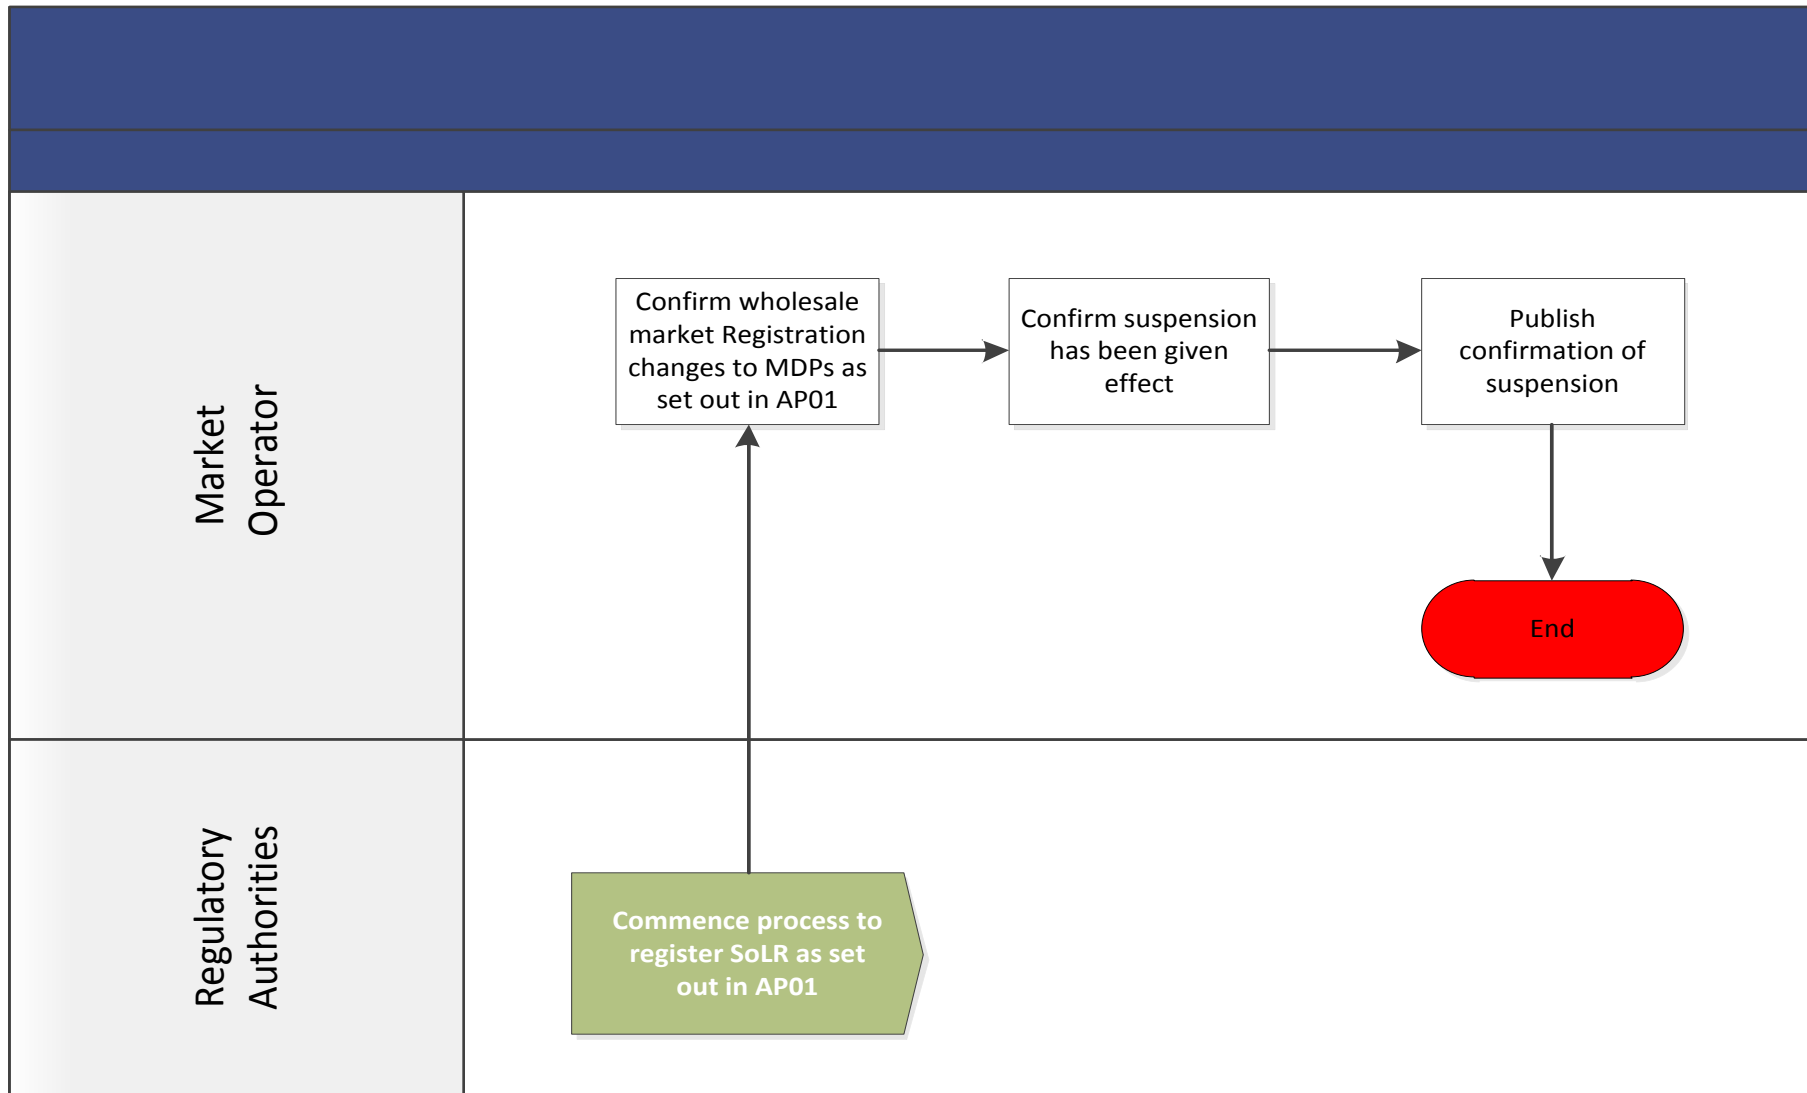 Market
Operator
Confirm wholesale
market Registration
changes to MDPs as
set out in AP01
Confirm suspension
has been given
effect
Publish
confirmation of
suspension
End
Regulatory
Authorities
Commence process to
register SoLR as set
out in AP01